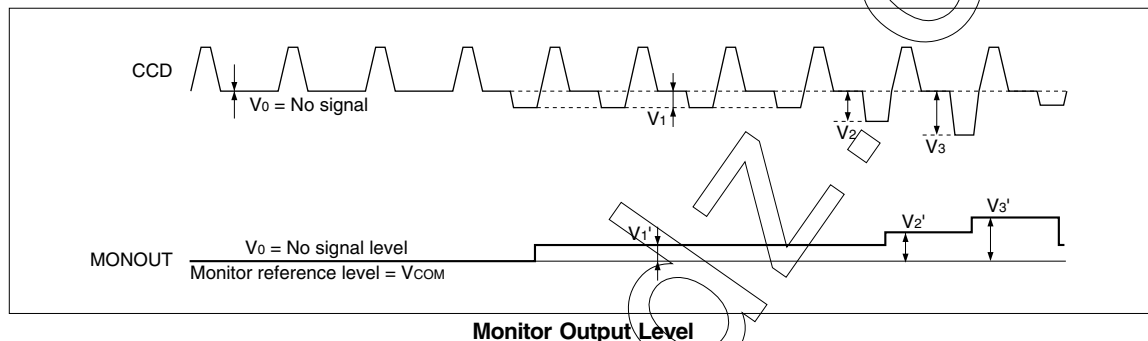 CCD
V0 = No signal
V1
V2
V3
V1'
V2'
V3'
MONOUT
V0 = No signal level
Monitor reference level = VCOM
Monitor Output Level